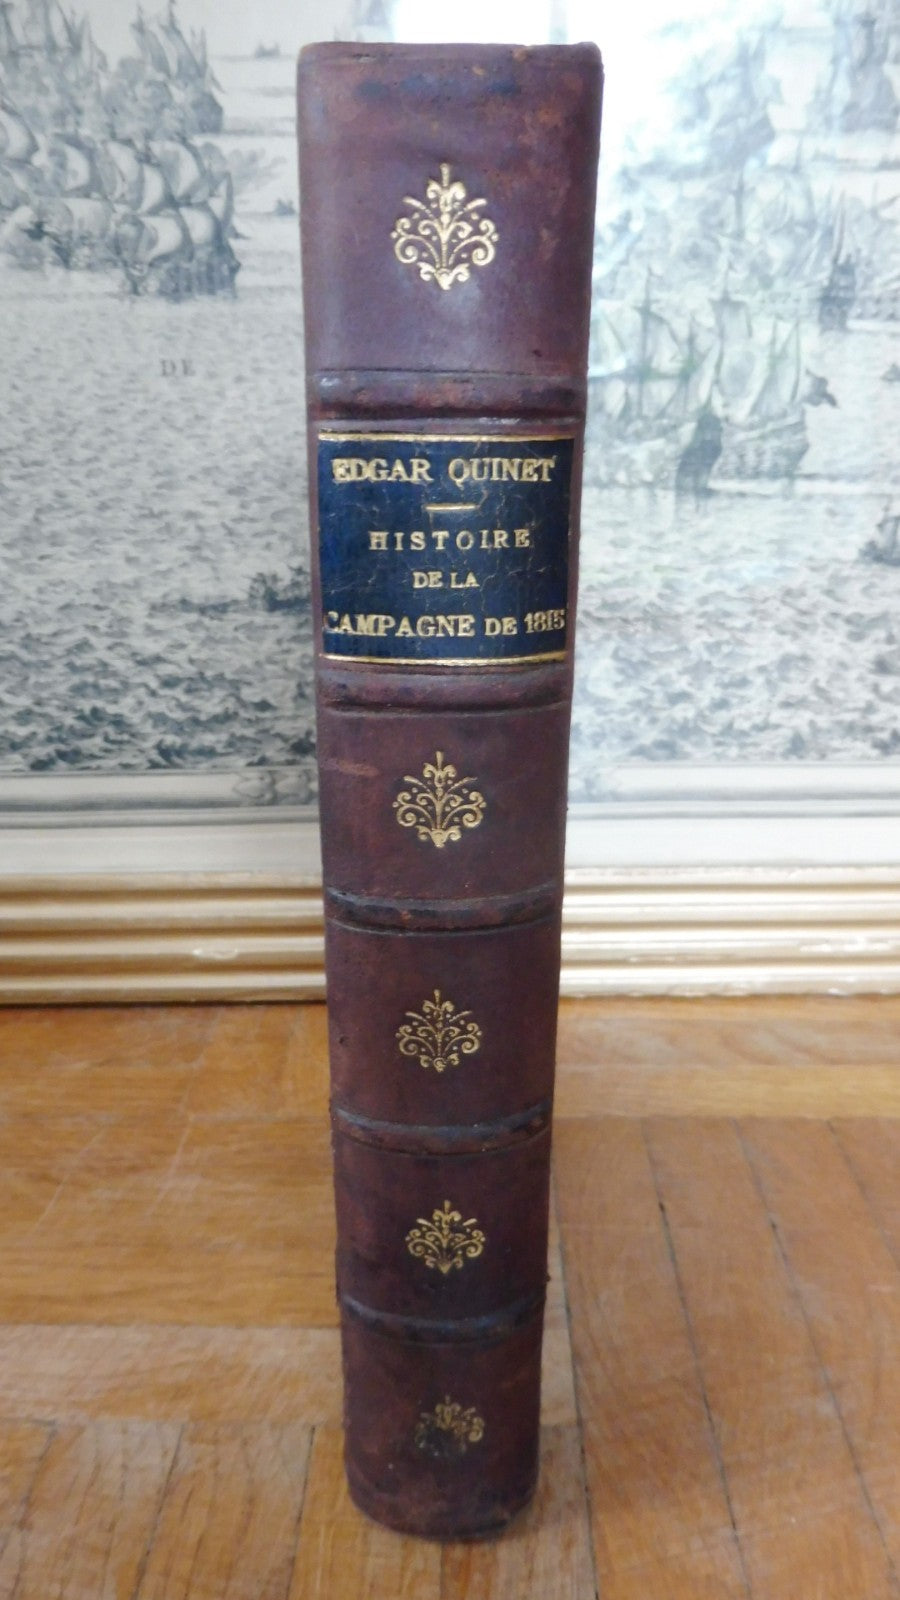 DE
EDGAR QUINET
HISTOIRE
DE LA
CAMPAGNE DE 1815